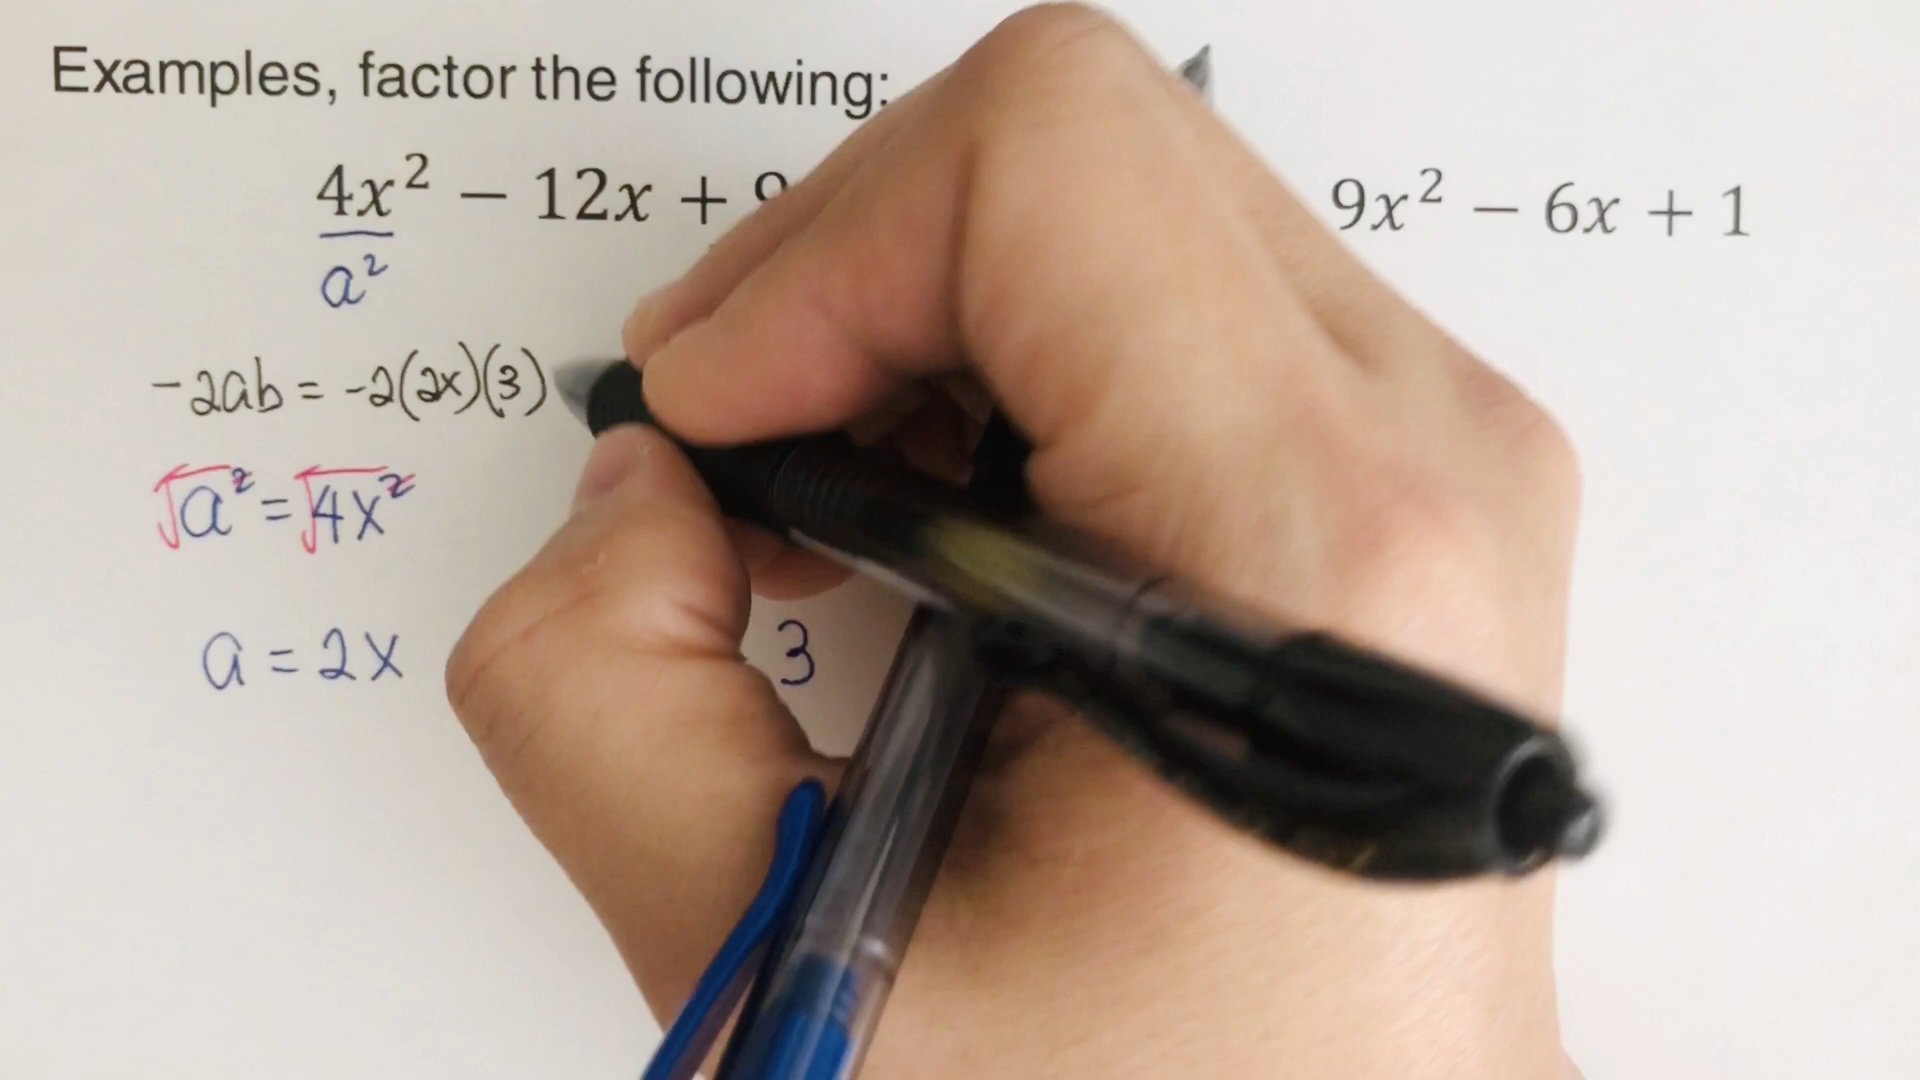 Examples, factor the following:
4x² − 12x +
9x² − 6x + 1
a²
-2ab = -2(2x)(3)
√a² = √4x²
a = 2x
3